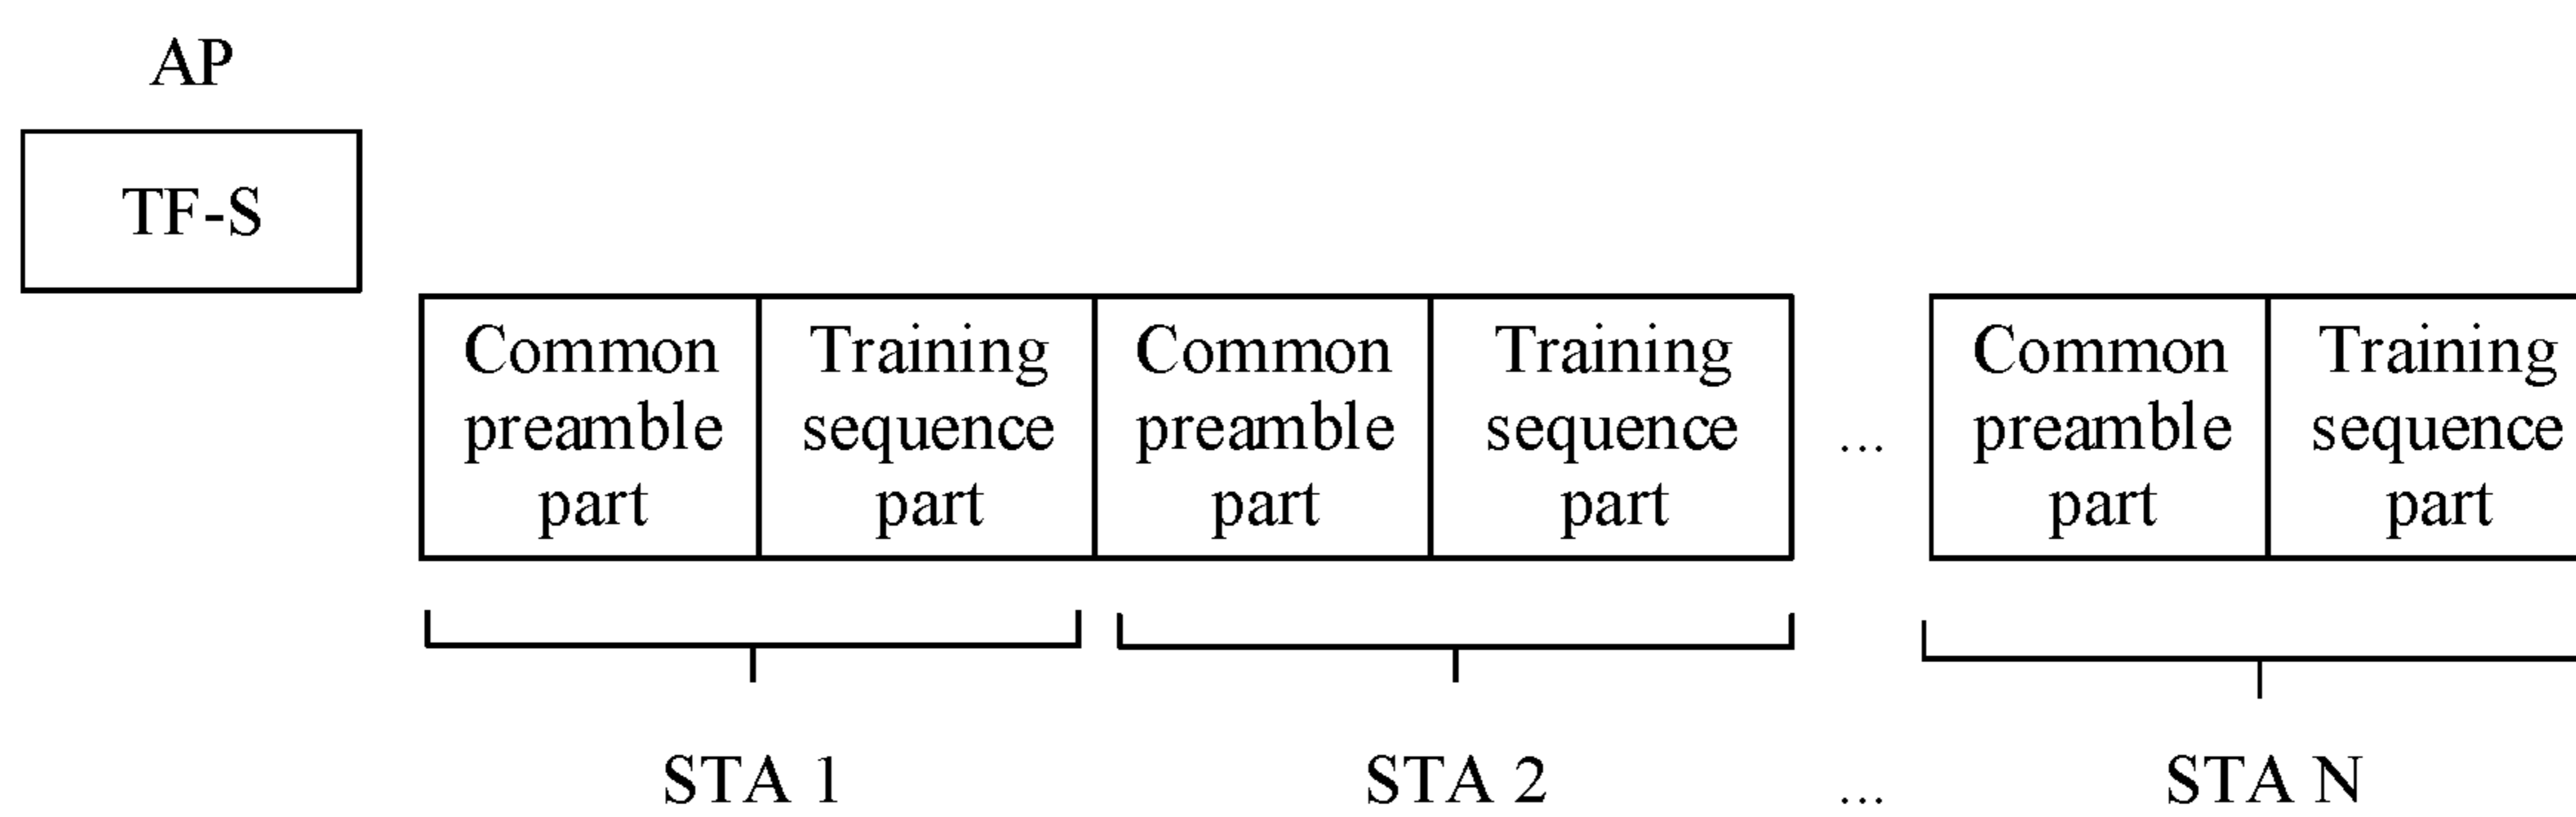 AP
TF-S
Common
preamble
part
Training
sequence
part
Common
preamble
part
Training
sequence
part
...
Common
preamble
part
Training
sequence
part
STA 1
STA 2
...
STA N